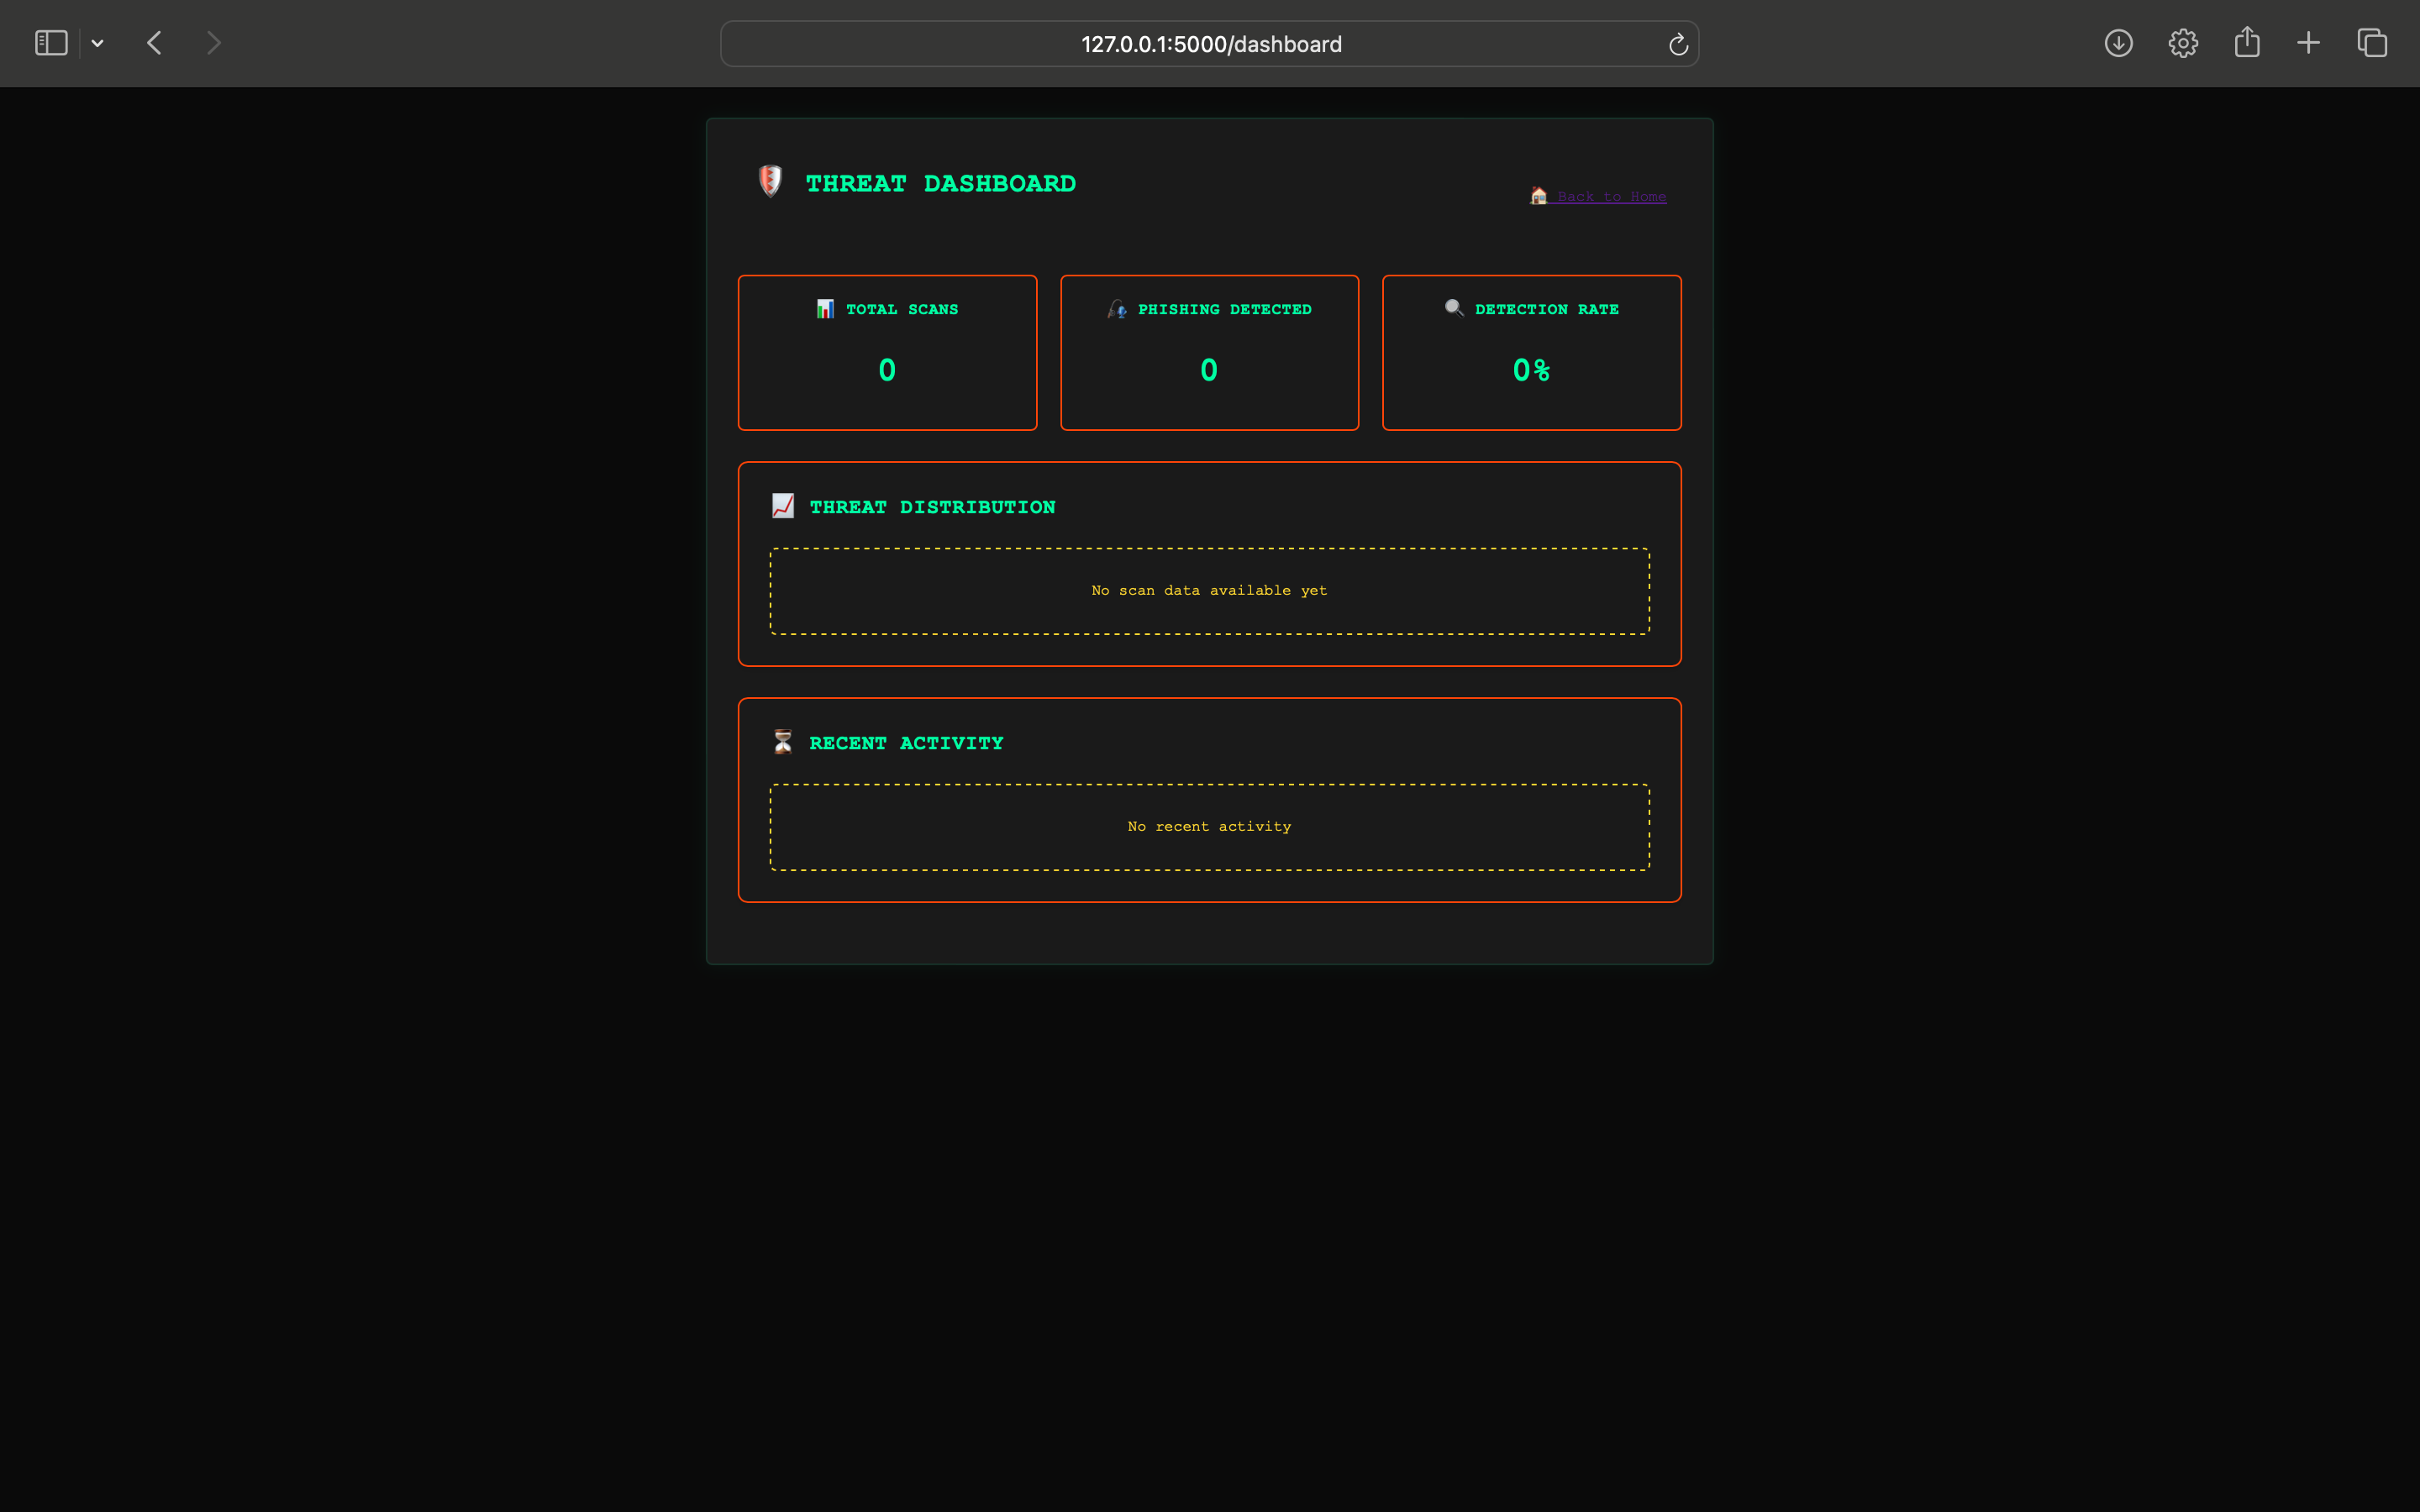 127.0.0.1:5000/dashboard
THREAT DASHBOARD
Back to Home
TOTAL SCANS
0
PHISHING DETECTED
0
DETECTION RATE
0%
THREAT DISTRIBUTION
No scan data available yet
RECENT ACTIVITY
No recent activity